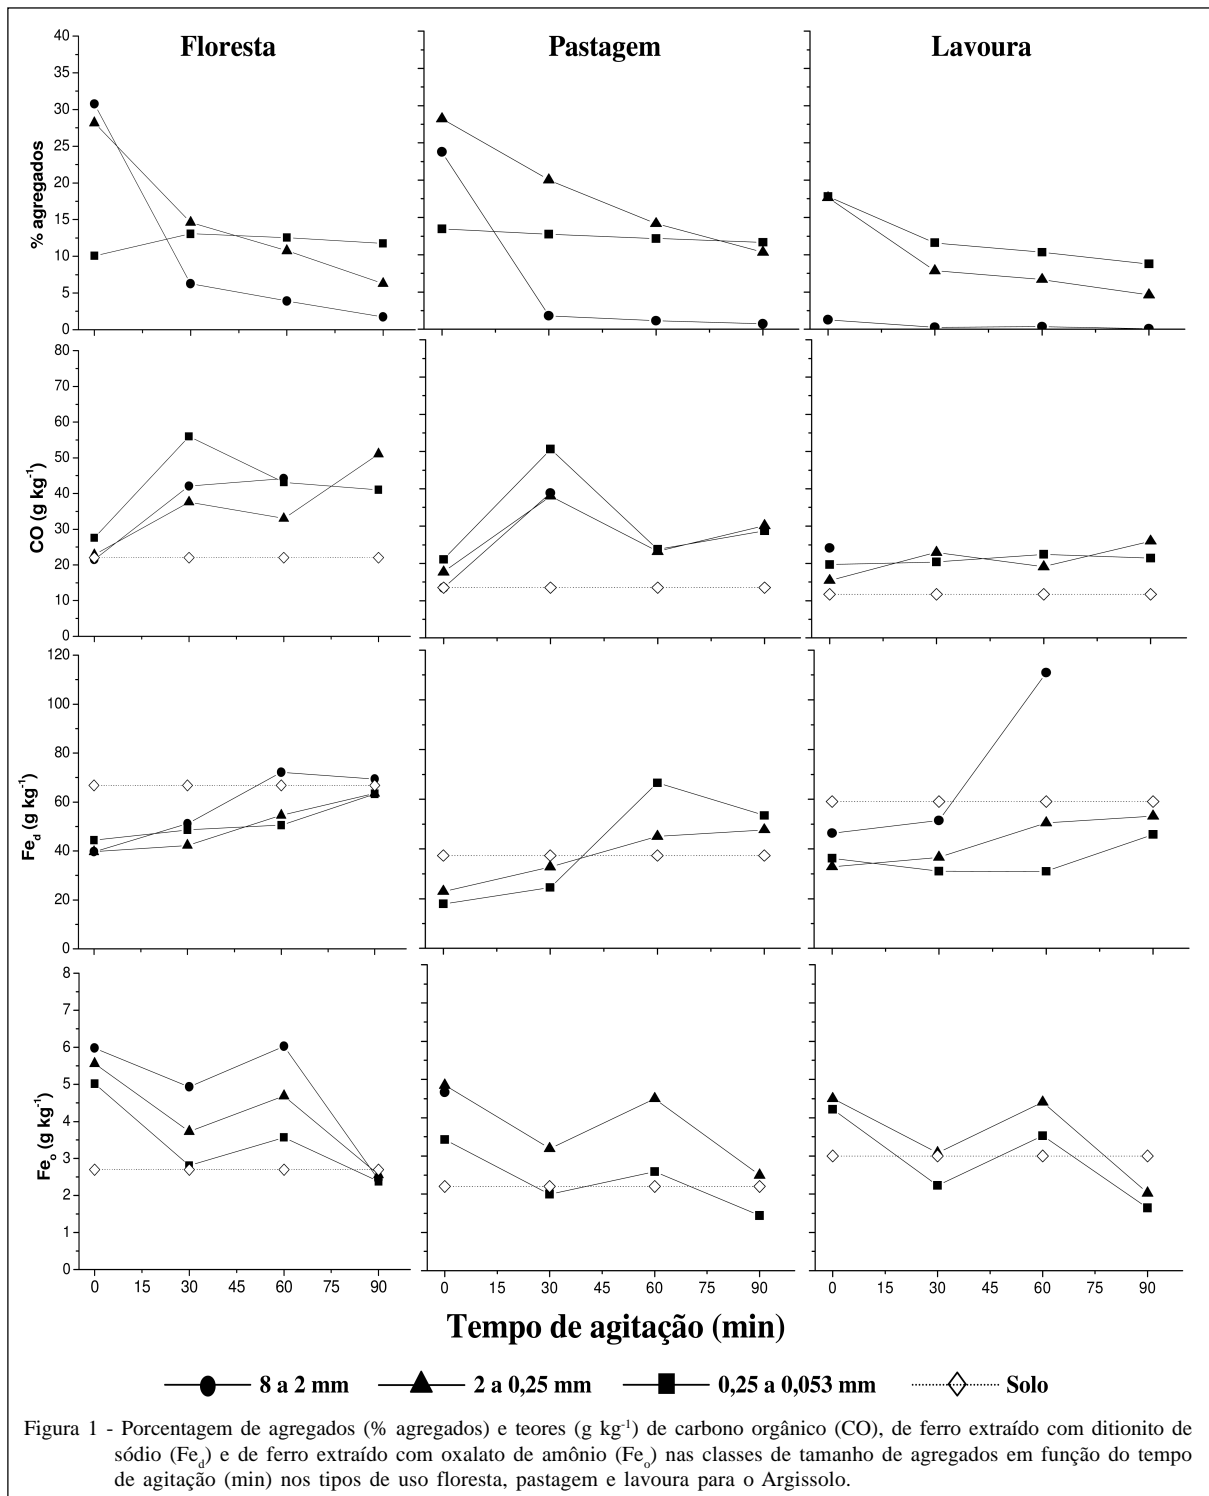 Floresta
Pastagem
Lavoura
% agregados
40
35
30
25
20
15
10
5
0
CO (g kg-1)
80
70
60
50
40
30
20
10
0
Fed (g kg-1)
120
100
80
60
40
20
0
Feo (g kg-1)
8
7
6
5
4
3
2
1
0
0 15 30 45 60 75 90
0 15 30 45 60 75 90
0 15 30 45 60 75 90
Tempo de agitação (min)
8 a 2 mm 2 a 0,25 mm 0,25 a 0,053 mm Solo
Figura 1 - Porcentagem de agregados (% agregados) e teores (g kg-1) de carbono orgânico (CO), de ferro extraído com ditionito de
sódio (Fed) e de ferro extraído com oxalato de amônio (Feo) nas classes de tamanho de agregados em função do tempo
de agitação (min) nos tipos de uso floresta, pastagem e lavoura para o Argissolo.